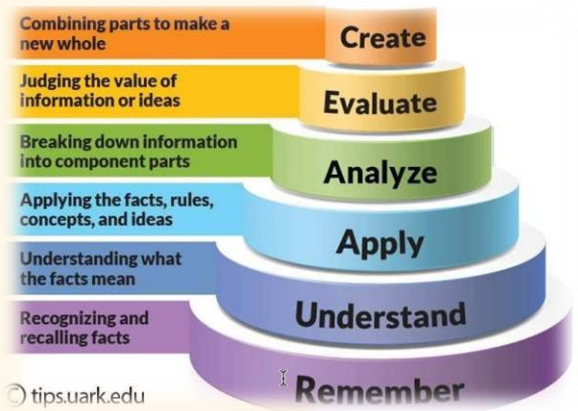 Combining parts to make a
new whole
Create
Judging the value of
information or ideas
Evaluate
Breaking down information
into component parts
Analyze
Applying the facts, rules,
concepts, and ideas
Apply
Understanding what
the facts mean
Understand
Recognizing and
recalling facts
Remember
© tips.uark.edu